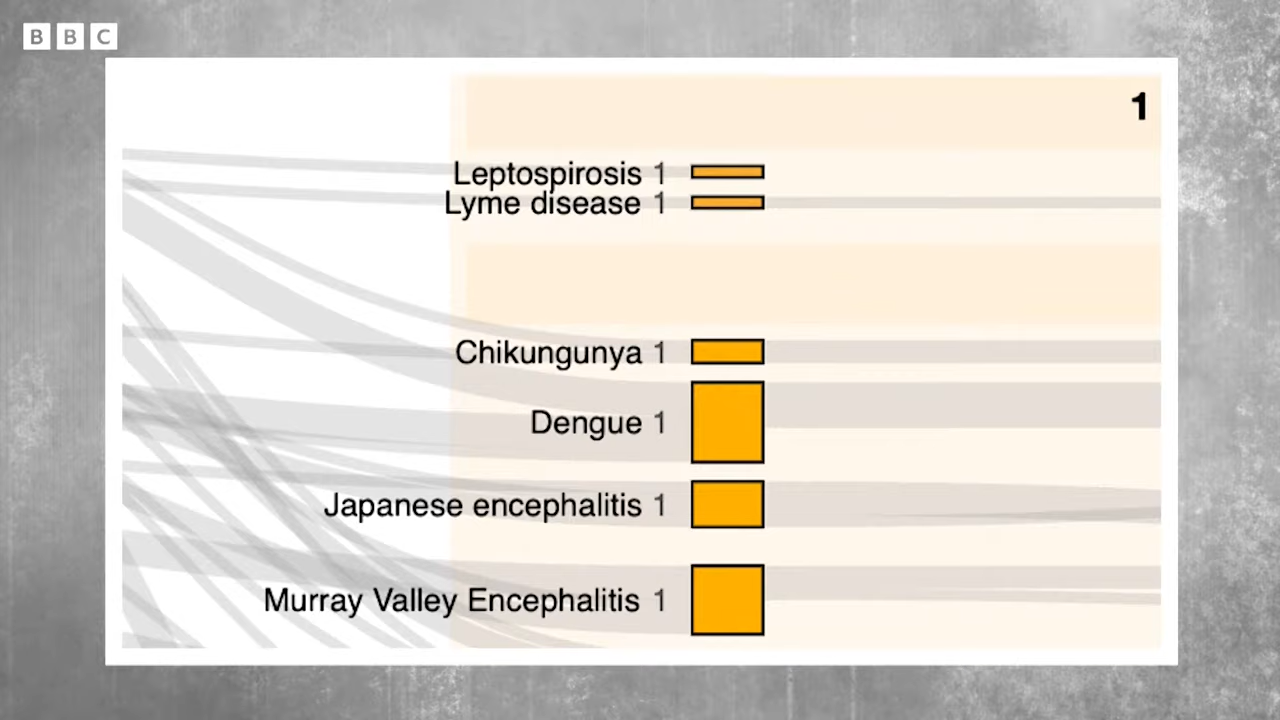 BBC
1
Leptospirosis 1
Lyme disease 1
Chikungunya 1
Dengue 1
Japanese encephalitis 1
Murray Valley Encephalitis 1